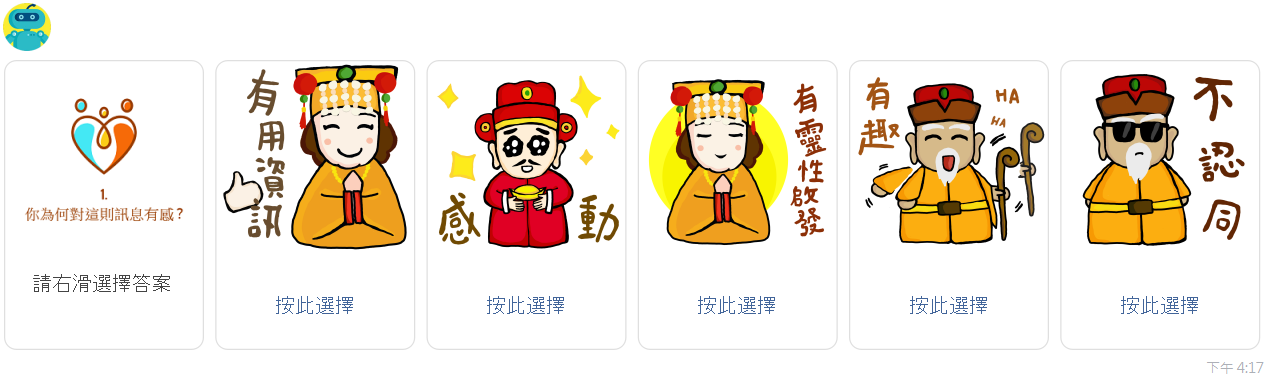 1.
你為何對這則訊息有感?
請右滑選擇答案
有用資訊
按此選擇
感動
按此選擇
有靈性啟發
按此選擇
有趣
HA
HA
按此選擇
不認同
按此選擇
下午 4:17